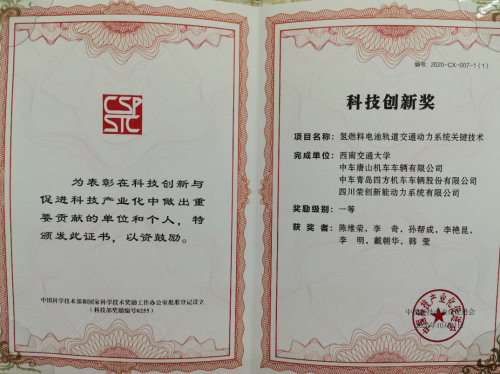 CSP
STC
为表彰在科技创新与
促进科技产业化中做出重
要贡献的单位和个人，特
颁发此证书，以资鼓励。
中国科学技术部和国家科学技术奖励工作办公室批准登记设立
（科技部奖励编号0255）
编号：2020-CX-007-1（1）
科技创新奖
项目名称：氢燃料电池轨道交通动力系统关键技术
完成单位：西南交通大学
中车唐山机车车辆有限公司
中车青岛四方机车车辆股份有限公司
四川荣创新能动力系统有限公司
奖励级别：一等
获奖者：陈维荣、李　奇、孙帮成、李艳昆、
李　明、戴朝华、韩　莹